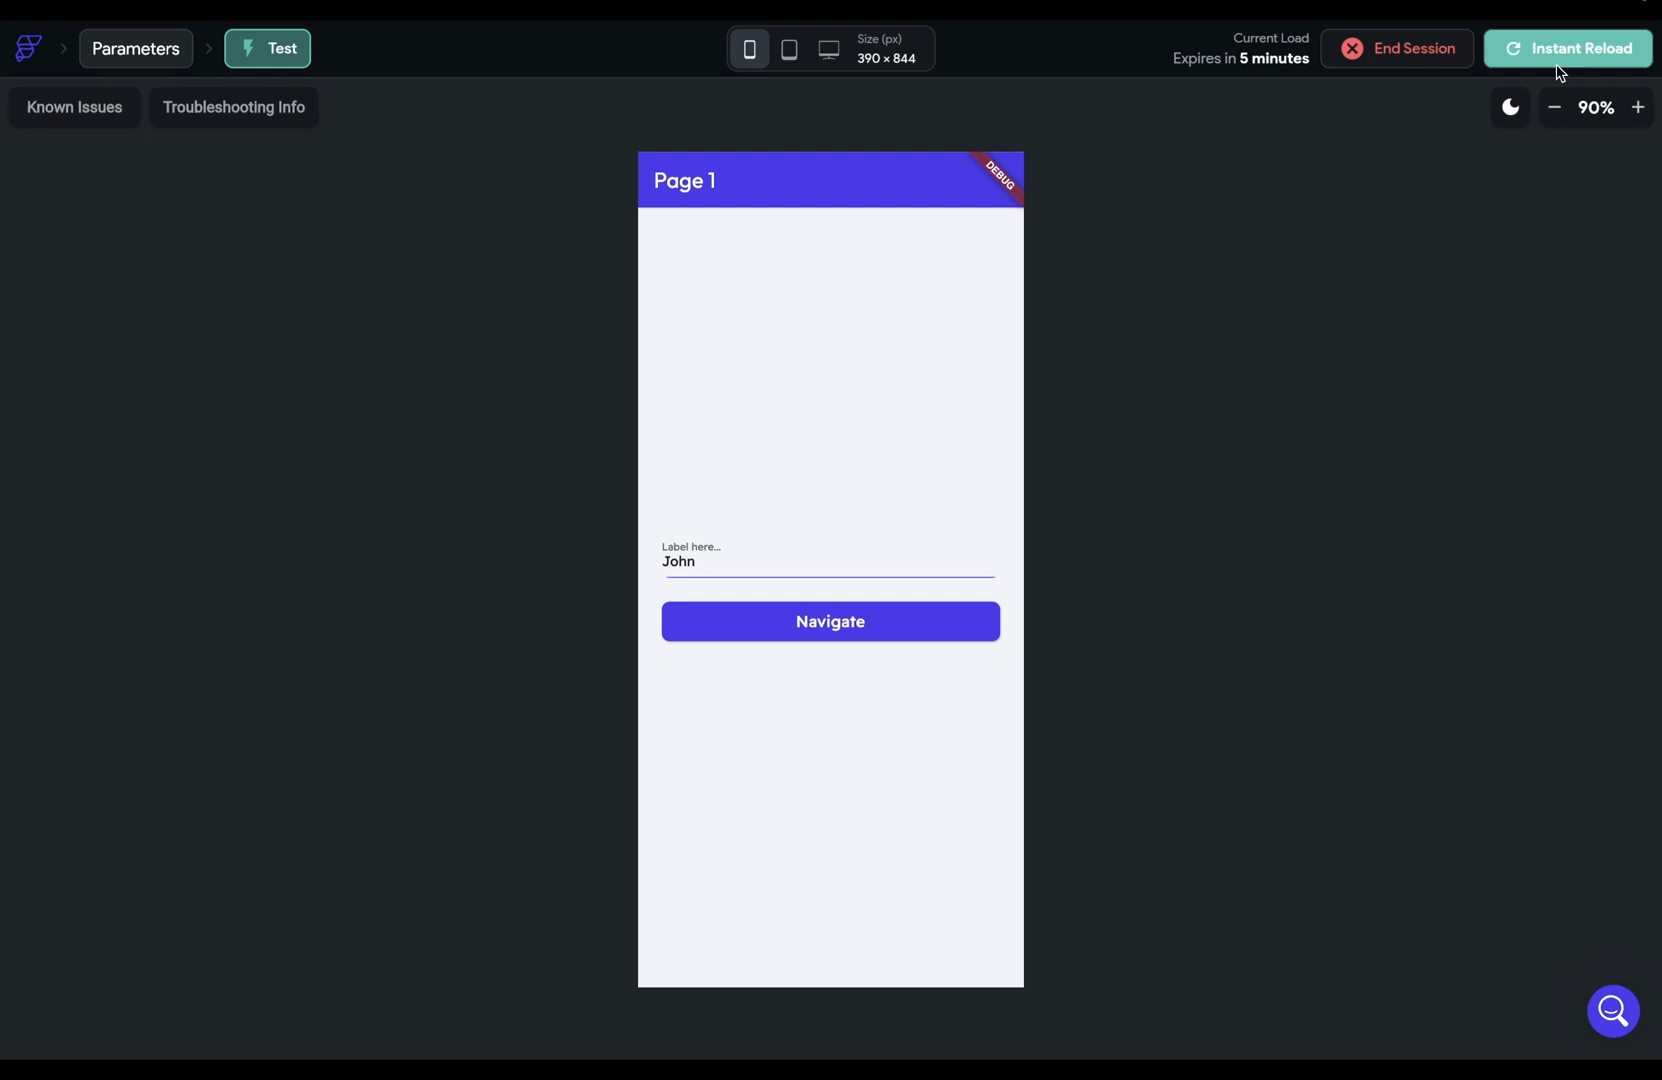 Parameters
Test
Size (px)
390 × 844
Current Load
Expires in 5 minutes
End Session
Instant Reload
Known Issues
Troubleshooting Info
90%
Page 1
DEBUG
Label here...
John
Navigate